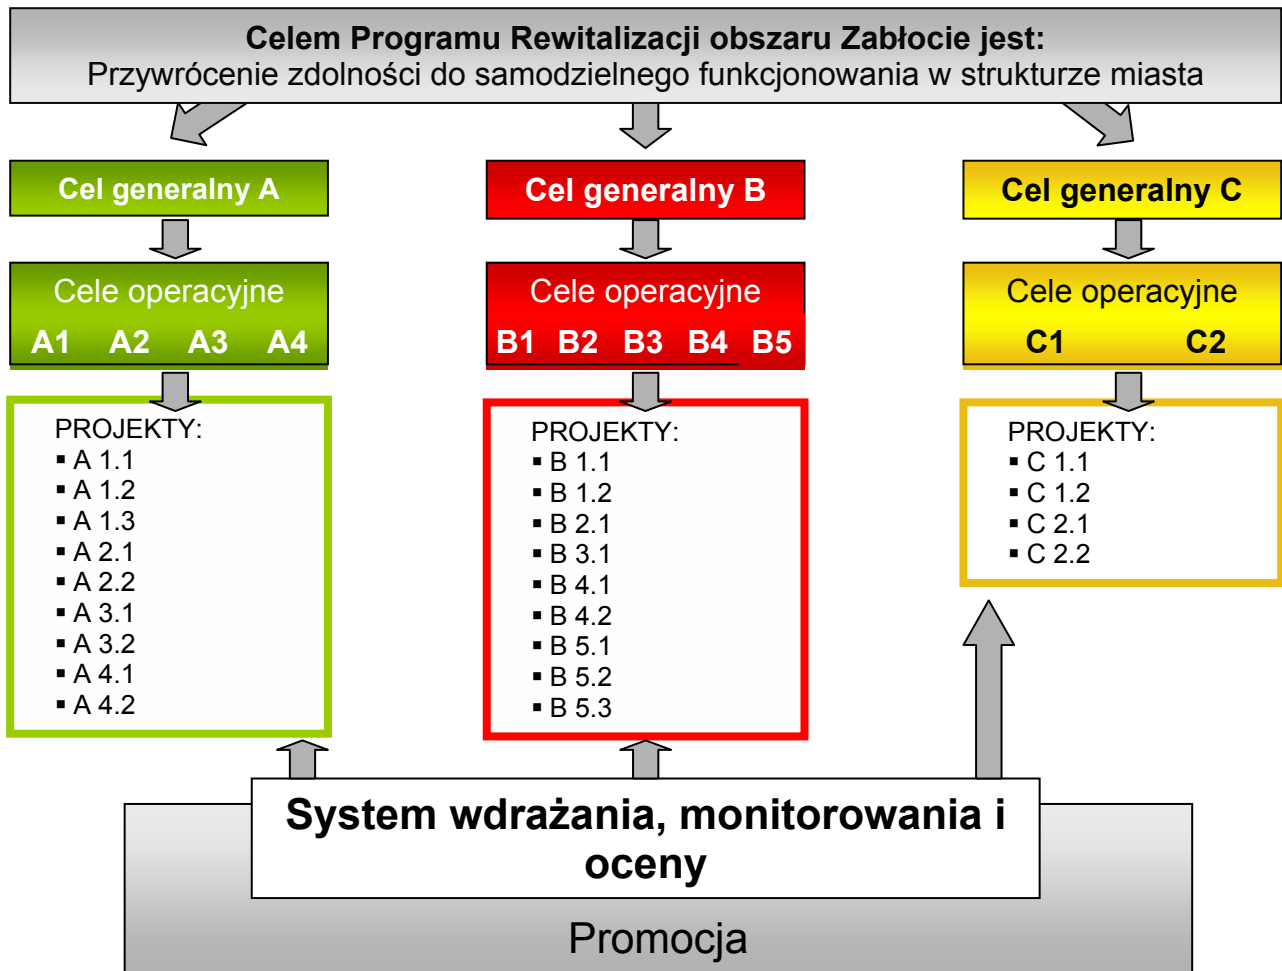 Celem Programu Rewitalizacji obszaru Zabłocie jest:
Przywrócenie zdolności do samodzielnego funkcjonowania w strukturze miasta
Cel generalny A
Cele operacyjne
A1 A2 A3 A4
PROJEKTY:
▪ A 1.1
▪ A 1.2
▪ A 1.3
▪ A 2.1
▪ A 2.2
▪ A 3.1
▪ A 3.2
▪ A 4.1
▪ A 4.2
Cel generalny B
Cele operacyjne
B1 B2 B3 B4 B5
PROJEKTY:
▪ B 1.1
▪ B 1.2
▪ B 2.1
▪ B 3.1
▪ B 4.1
▪ B 4.2
▪ B 5.1
▪ B 5.2
▪ B 5.3
Cel generalny C
Cele operacyjne
C1 C2
PROJEKTY:
▪ C 1.1
▪ C 1.2
▪ C 2.1
▪ C 2.2
System wdrażania, monitorowania i
oceny
Promocja